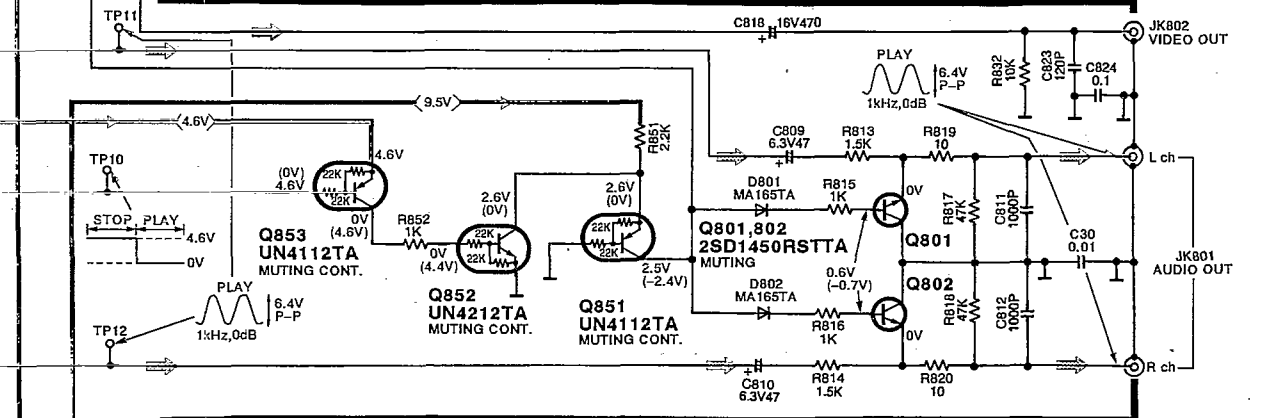 TP11
C818 16V470
+
JK802
VIDEO OUT
PLAY
6.4V
P–P
1kHz,0dB
R832
10K
C823
120P
C824
0.1
9.5V
(4.6V)
R851
2.2K
4.6V
TP10
(0V)
4.6V
22K
22K
0V
(4.6V)
STOP PLAY
4.6V
0V
Q853
UN4112TA
MUTING CONT.
R852
1K
2.6V
(0V)
22K
22K
0V
(4.4V)
Q852
UN4212TA
MUTING CONT.
2.6V
(0V)
22K
22K
2.5V
(–2.4V)
Q851
UN4112TA
MUTING CONT.
C809
6.3V47
+
R813
1.5K
R819
10
L ch
D801
MA165TA
R815
1K
0V
Q801,802
2SD1450RSTTA
MUTING
Q801
R817
47K
C811
1000P
C30
0.01
JK801
AUDIO OUT
0.6V
(–0.7V)
D802
MA165TA
Q802
R816
1K
0V
R818
47K
C812
1000P
PLAY
6.4V
P–P
1kHz,0dB
TP12
+
C810
6.3V47
R814
1.5K
R820
10
R ch